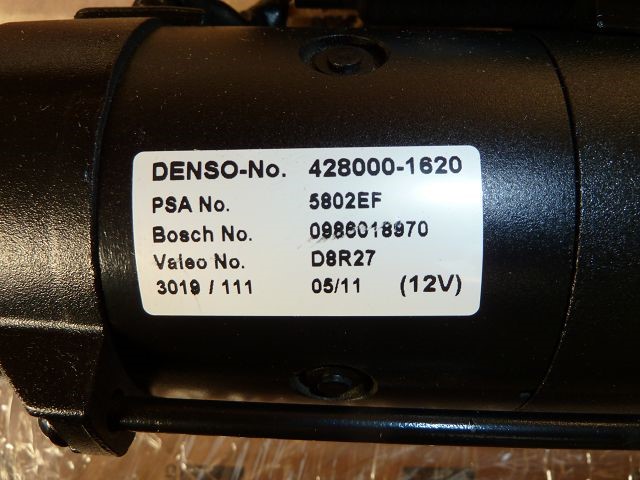 DENSO-No. 428000-1620
PSA No. 5802EF
Bosch No. 0986018970
Valeo No. D8R27
3019 / 111 05/11 (12V)